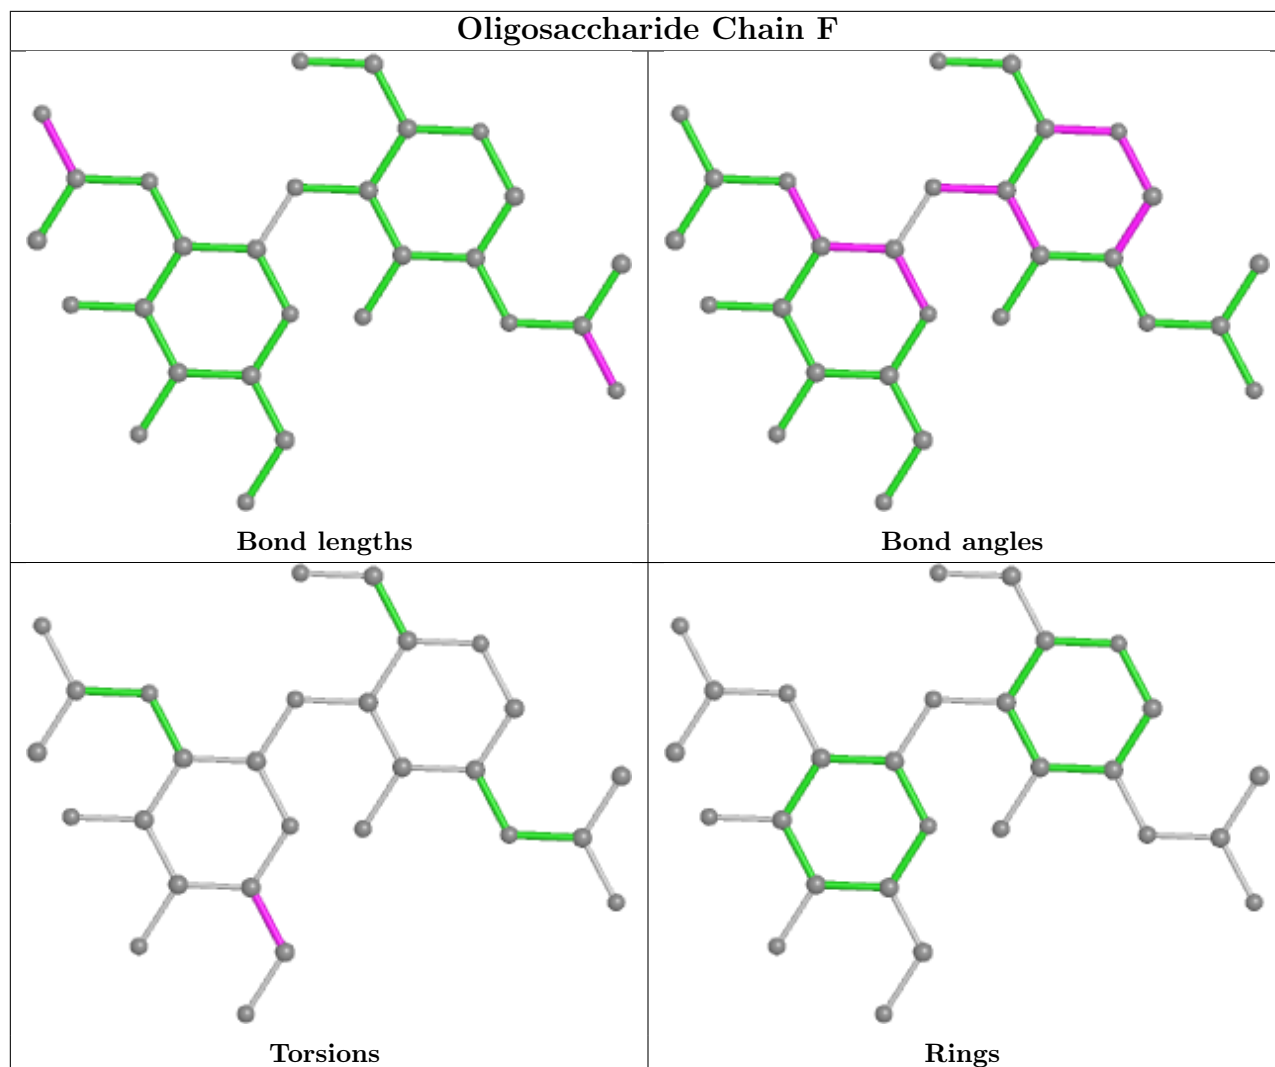 Oligosaccharide Chain F
Bond lengths
Bond angles
Torsions
Rings